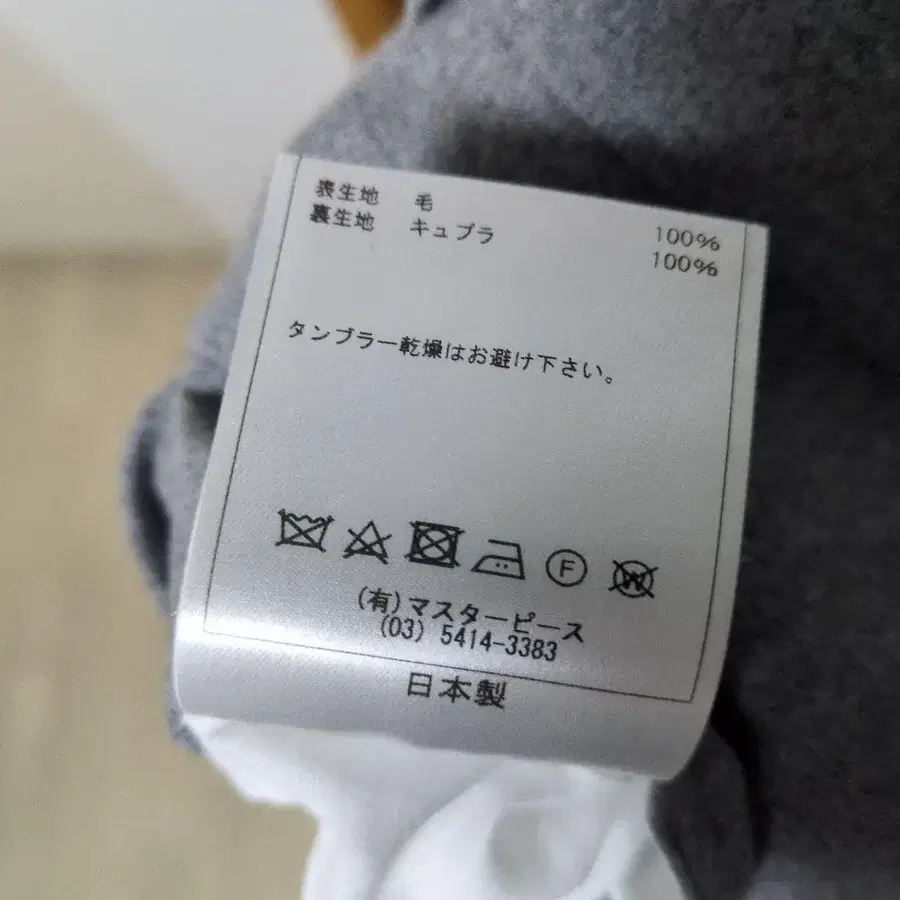 表生地 毛 100%
裏生地 キュプラ 100%
タンブラー乾燥はお避け下さい。
F W
(有)マスターピース
(03) 5414-3383
日本製